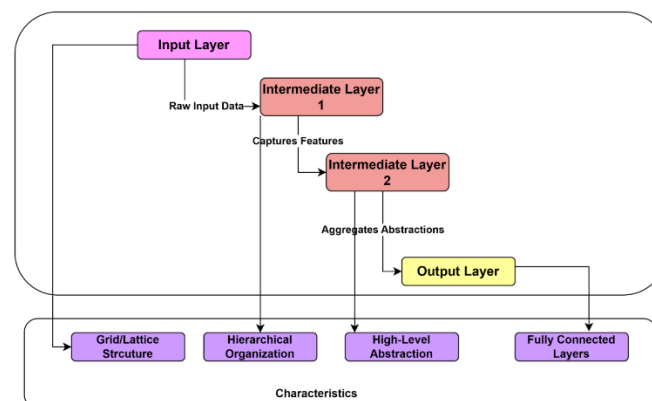 Input Layer
Raw Input Data
Intermediate Layer
1
Captures Features
Intermediate Layer
2
Aggregates Abstractions
Output Layer
Grid/Lattice
Strcuture
Hierarchical
Organization
High-Level
Abstraction
Fully Connected
Layers
Characteristics